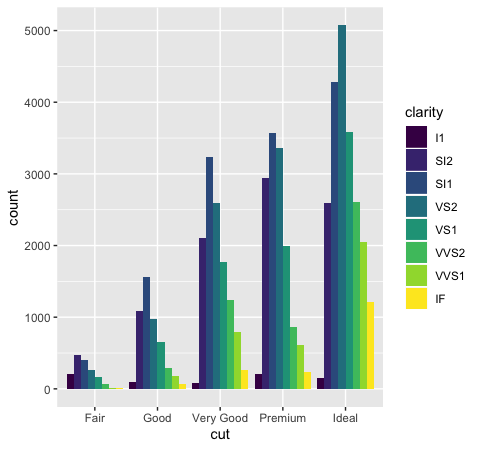 5000
4000
3000
2000
1000
0
count
Fair Good Very Good Premium Ideal
cut
clarity
I1
SI2
SI1
VS2
VS1
VVS2
VVS1
IF